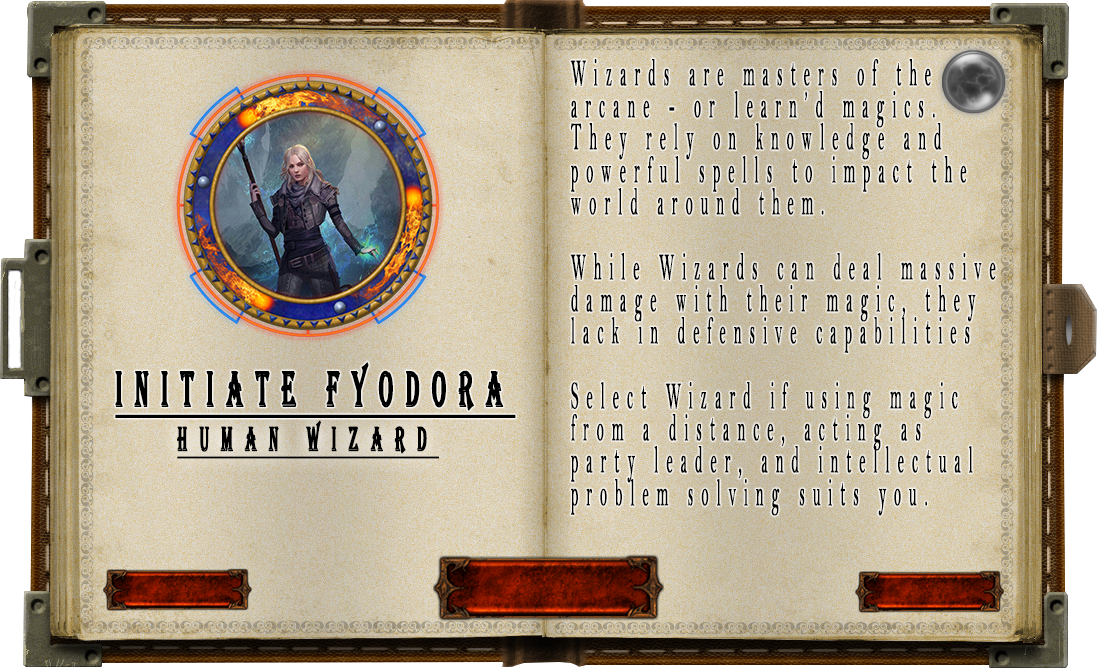 INITIATE FYODORA
HUMAN WIZARD
Wizards are masters of the
arcane - or learn'd magics.
They rely on knowledge and
powerful spells to impact the
world around them.
While Wizards can deal massive
damage with their magic, they
lack in defensive capabilities
Select Wizard if using magic
from a distance, acting as
party leader, and intellectual
problem solving suits you.